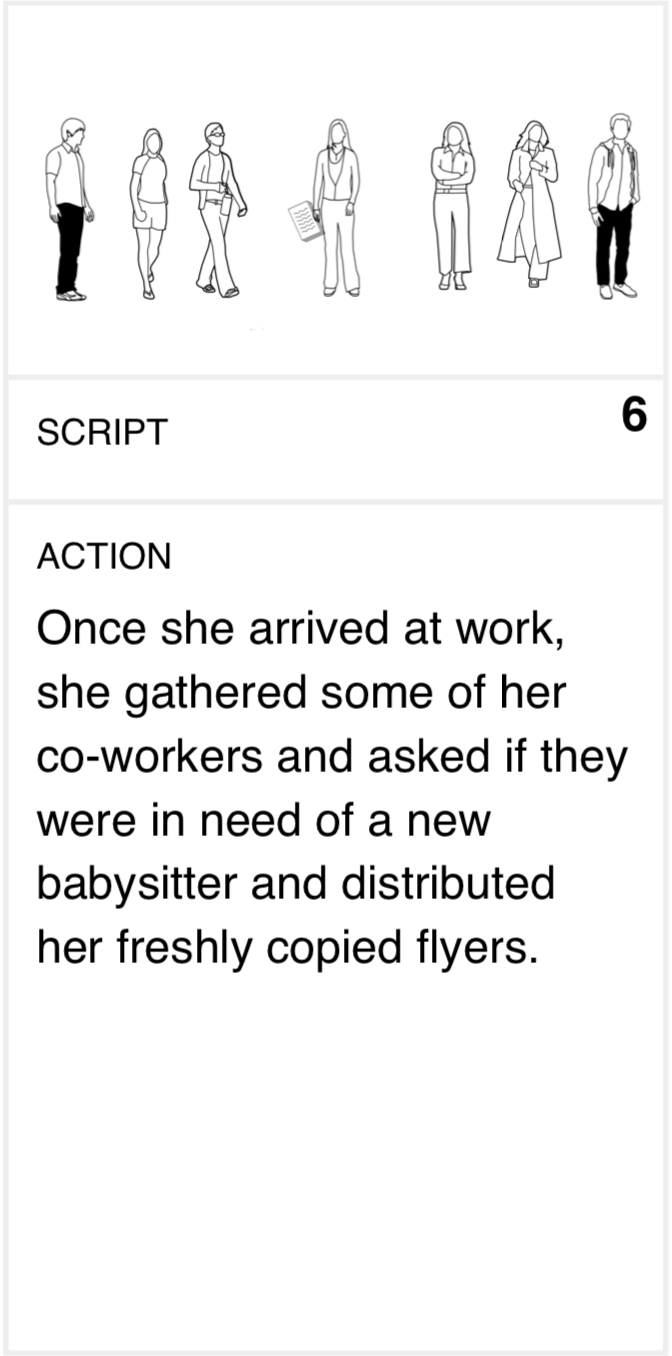 SCRIPT
6
ACTION
Once she arrived at work,
she gathered some of her
co-workers and asked if they
were in need of a new
babysitter and distributed
her freshly copied flyers.